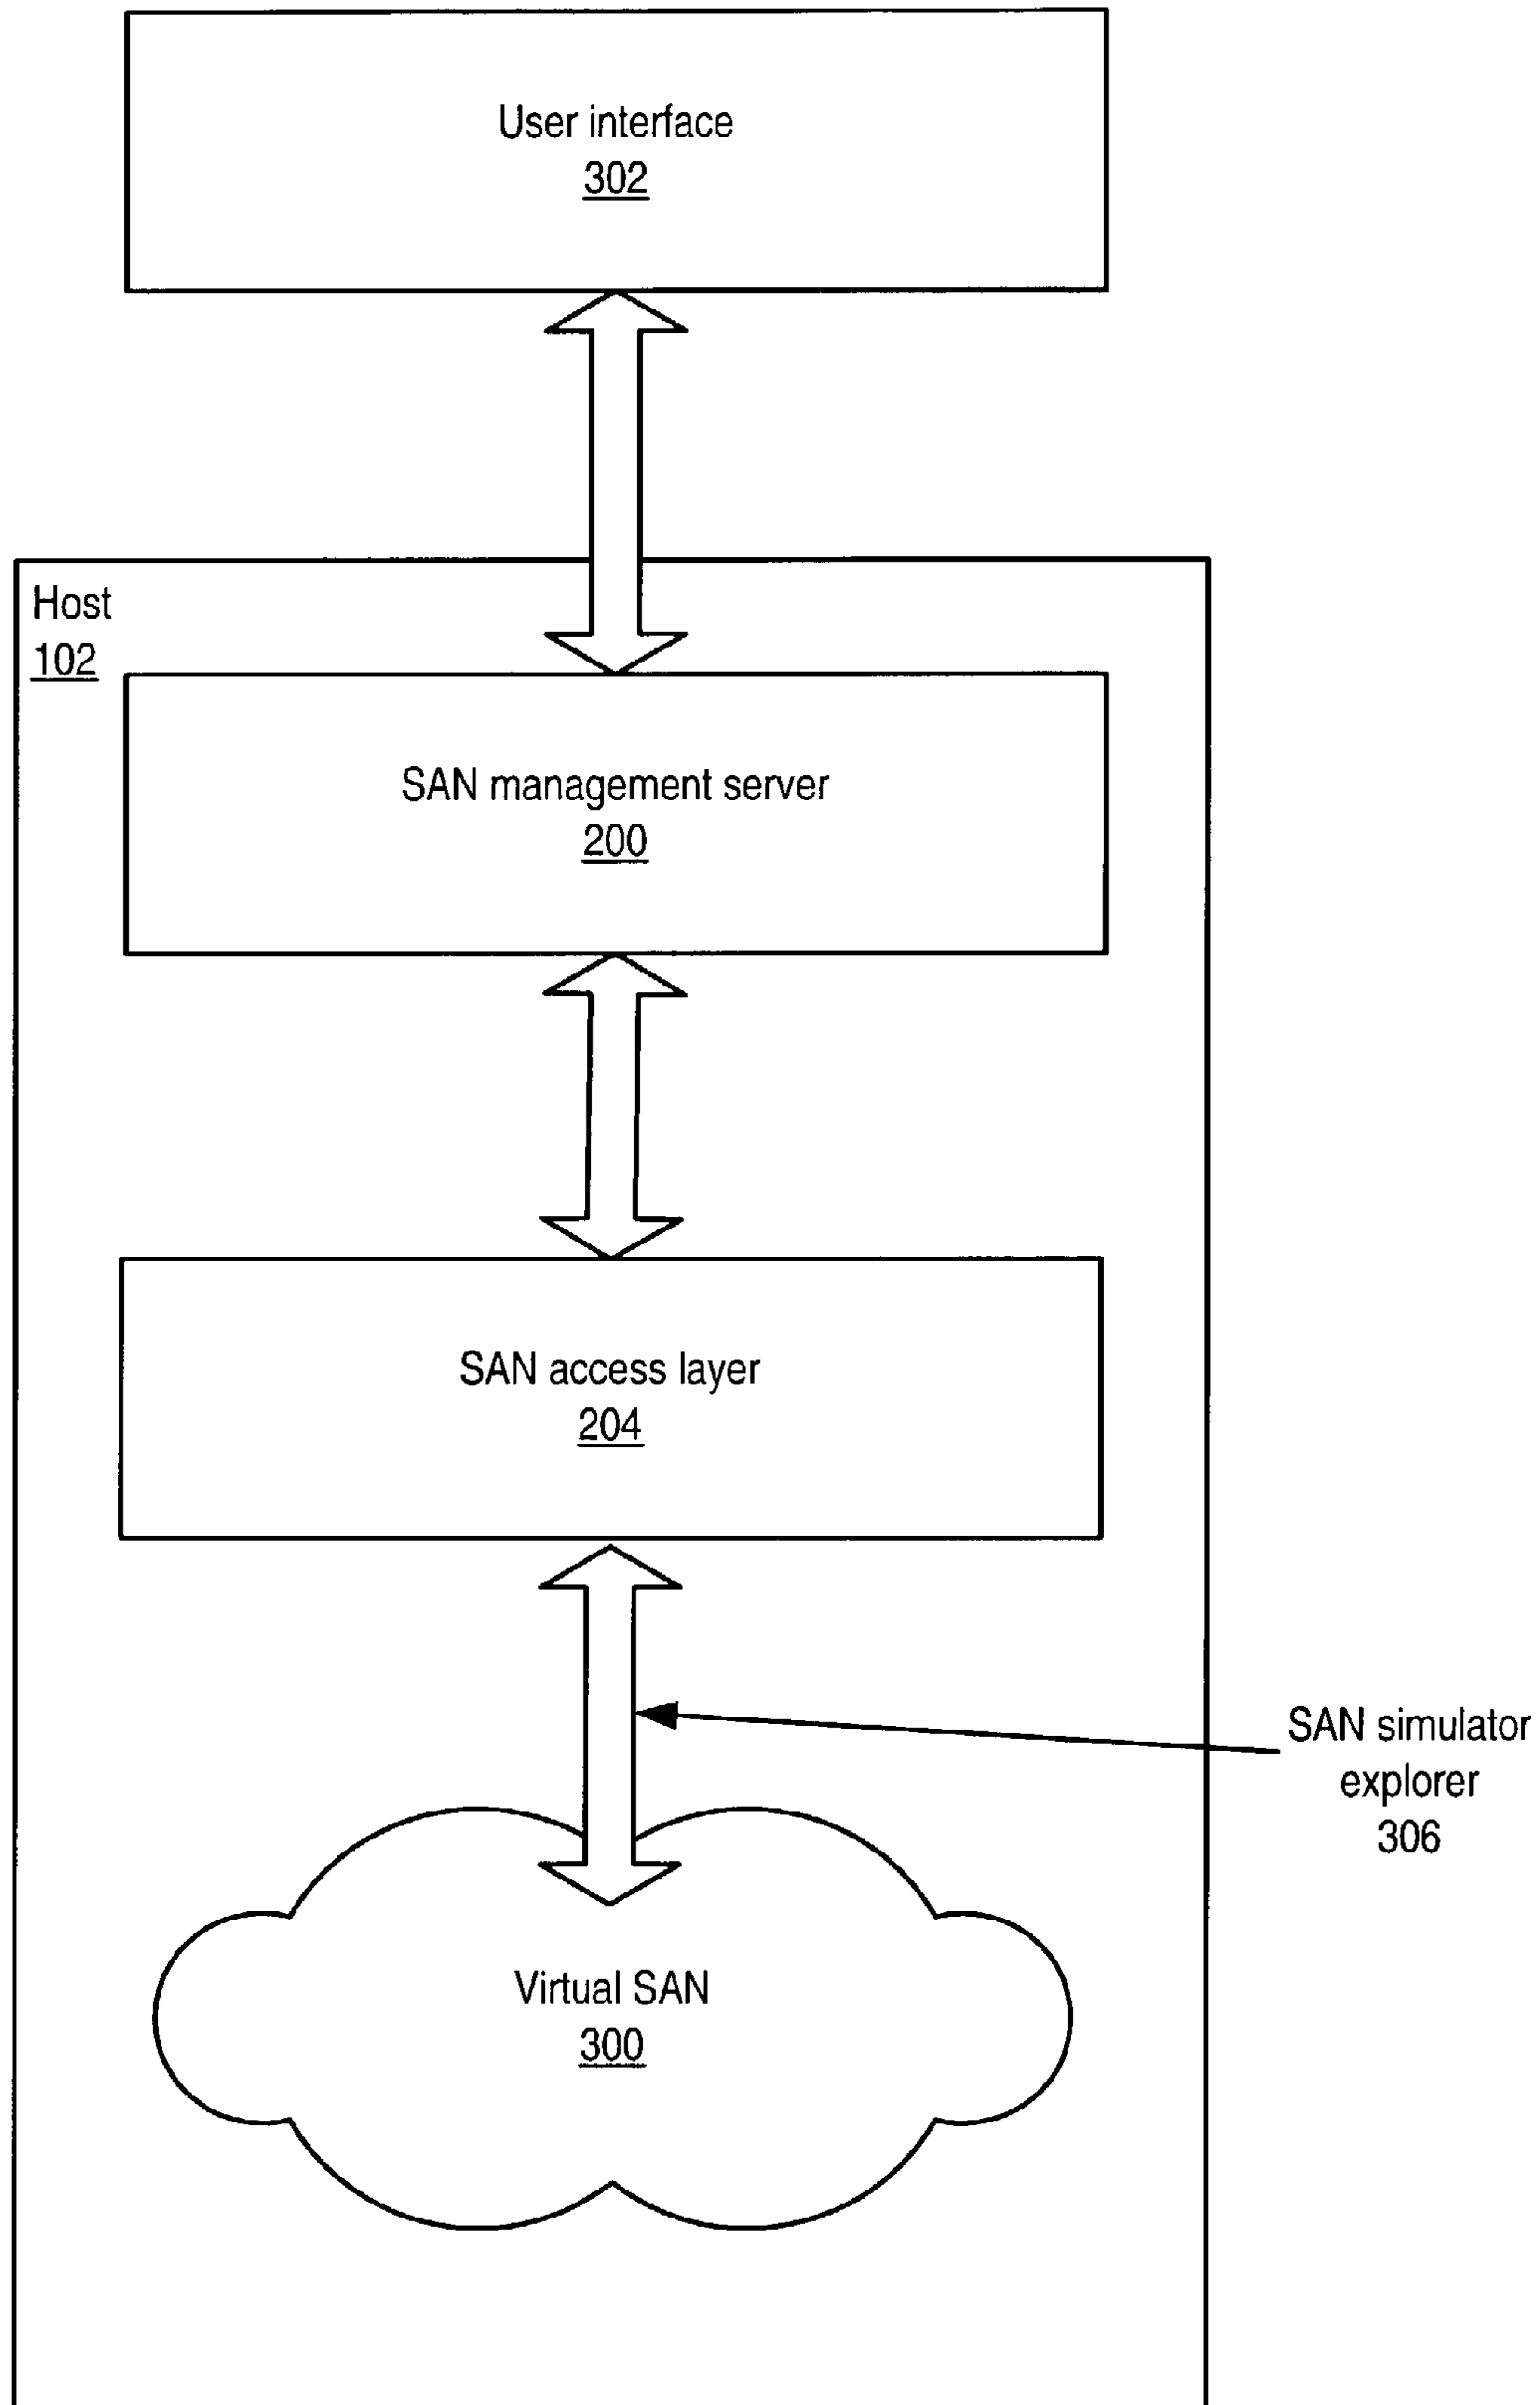 User interface
302
Host
102
SAN management server
200
SAN access layer
204
SAN simulator
explorer
306
Virtual SAN
300